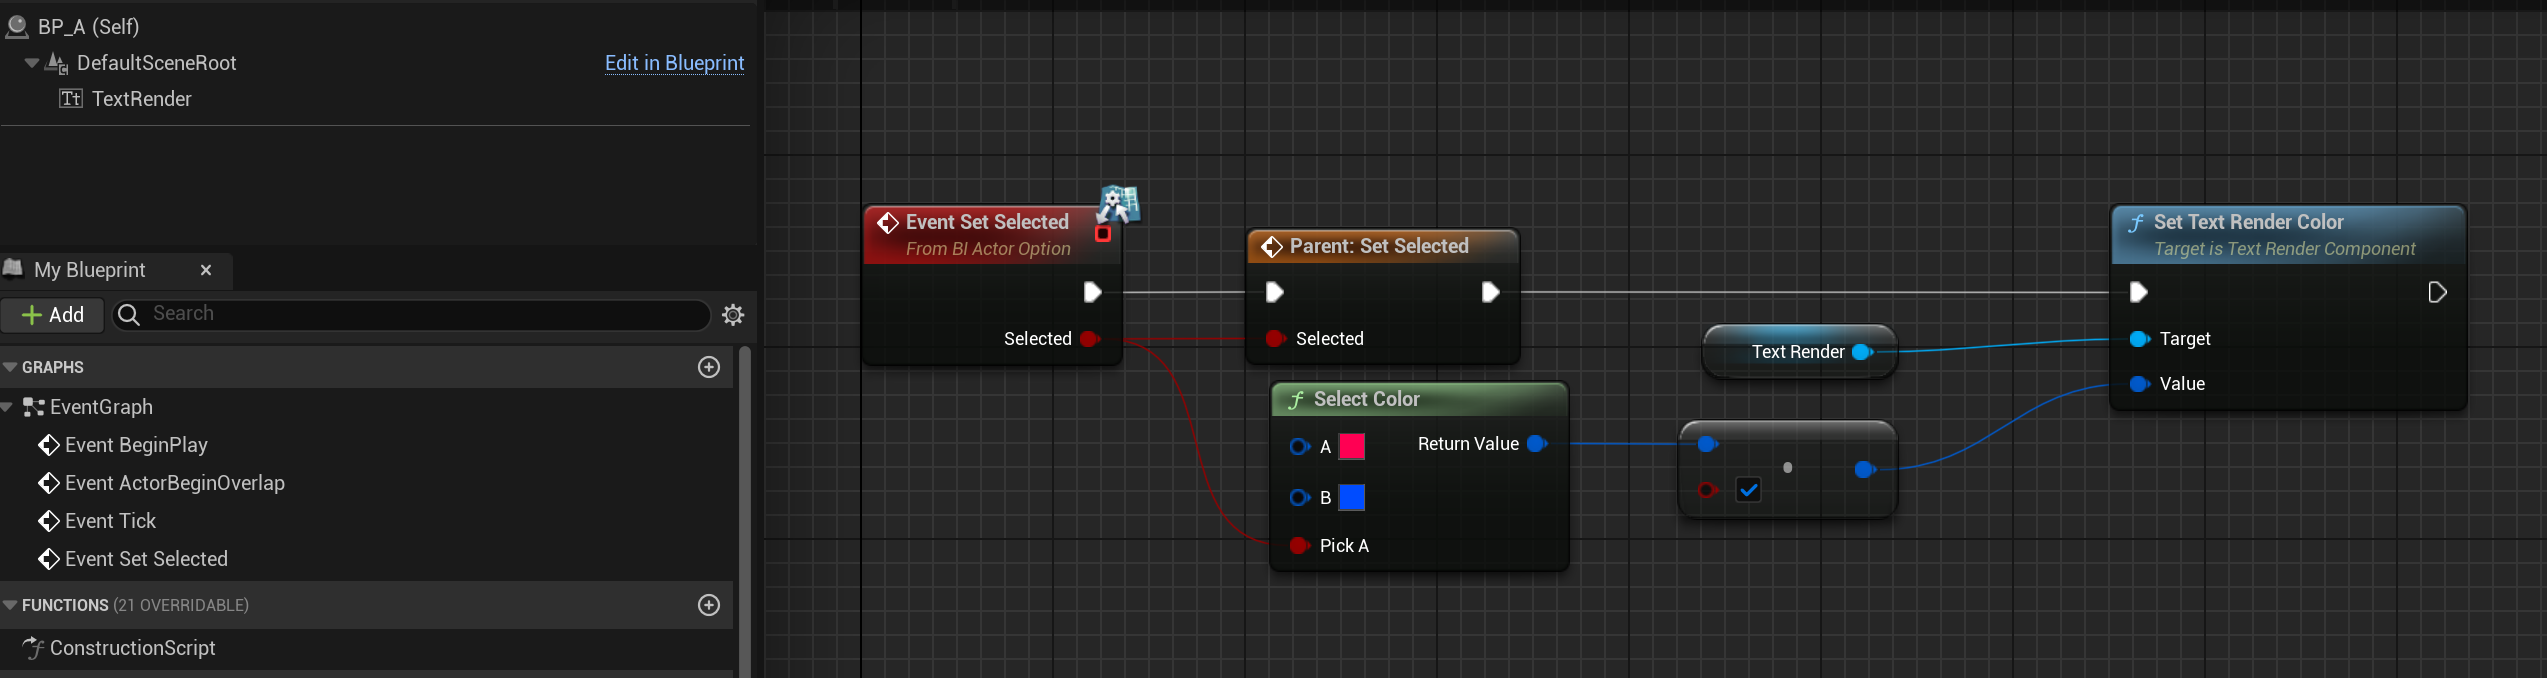 BP_A (Self)
DefaultSceneRoot
Edit in Blueprint
TextRender
My Blueprint
Add
Search
GRAPHS
EventGraph
Event BeginPlay
Event ActorBeginOverlap
Event Tick
Event Set Selected
FUNCTIONS (21 OVERRIDABLE)
ConstructionScript
Event Set Selected
From BI Actor Option
Selected
Parent: Set Selected
Selected
Select Color
A
Return Value
B
Pick A
Text Render
Set Text Render Color
Target is Text Render Component
Target
Value